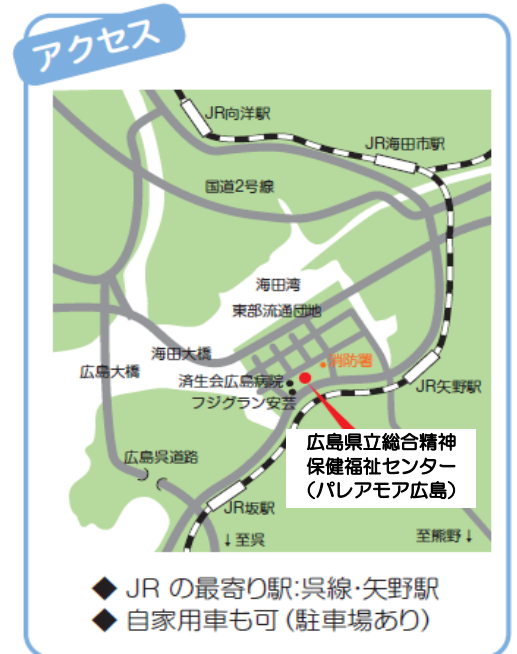 アクセス
JR向洋駅
JR海田市駅
国道2号線
海田湾
東部流通団地
海田大橋
消防署
広島大橋
済生会広島病院
JR矢野駅
フジグラン安芸
広島県立総合精神
保健福祉センター
(パレアモア広島)
広島呉道路
JR坂駅
↓至呉
至熊野↓
◆ JR の最寄り駅:呉線・矢野駅
◆ 自家用車も可(駐車場あり)